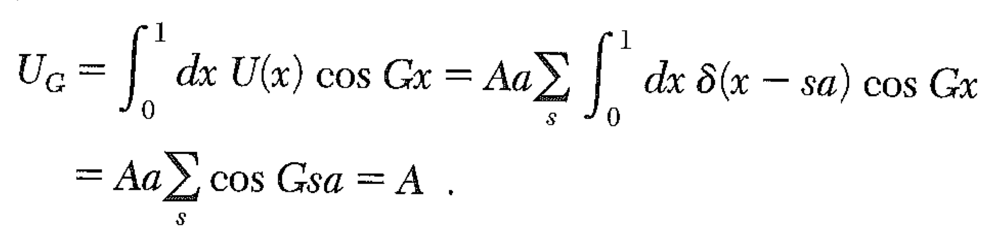 U_G = ∫_0^1 dx U(x) cos Gx = Aa ∑_s ∫_0^1 dx δ(x − sa) cos Gx
= Aa ∑_s cos Gsa = A .